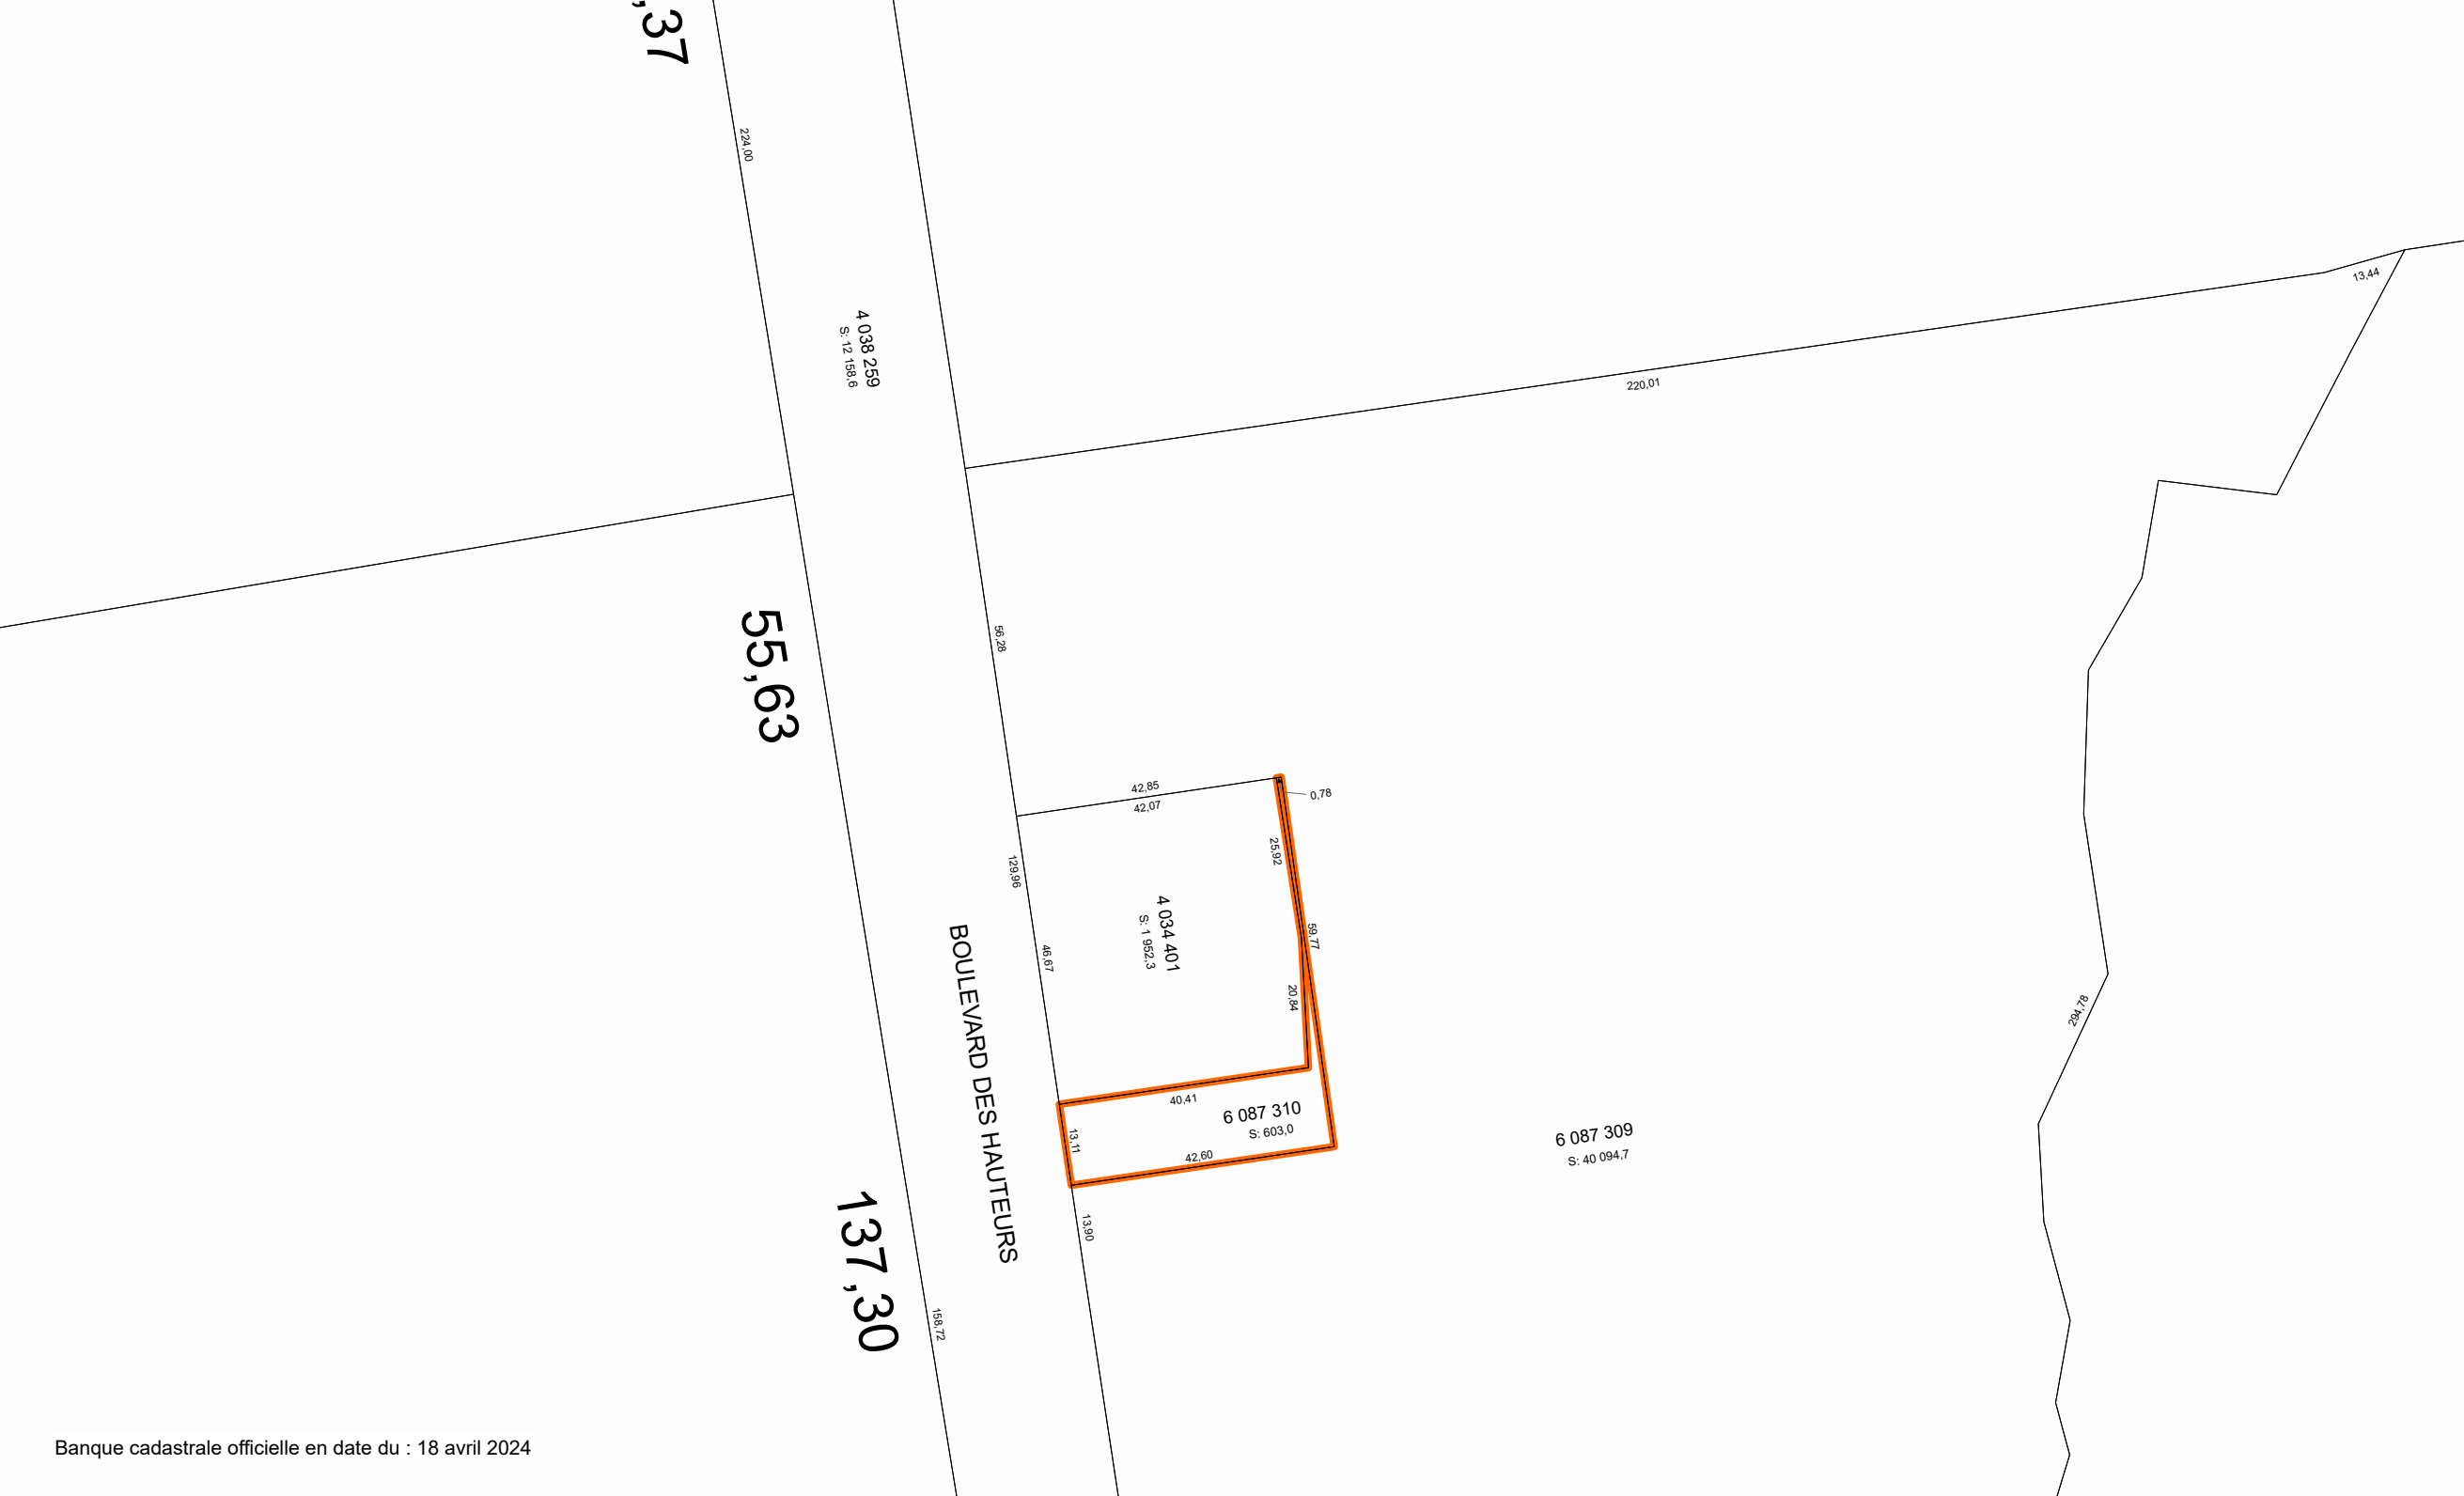 ,37
224,00
4 038 259
S: 12 158,6
13,44
220,01
55,63
56,28
42,85
42,07
0,78
25,92
129,96
4 034 401
S: 1 952,3
59,77
46,67
20,84
BOULEVARD DES HAUTEURS
294,78
40,41
6 087 310
S: 603,0
13,11
42,60
6 087 309
S: 40 094,7
13,90
137,30
158,72
Banque cadastrale officielle en date du : 18 avril 2024